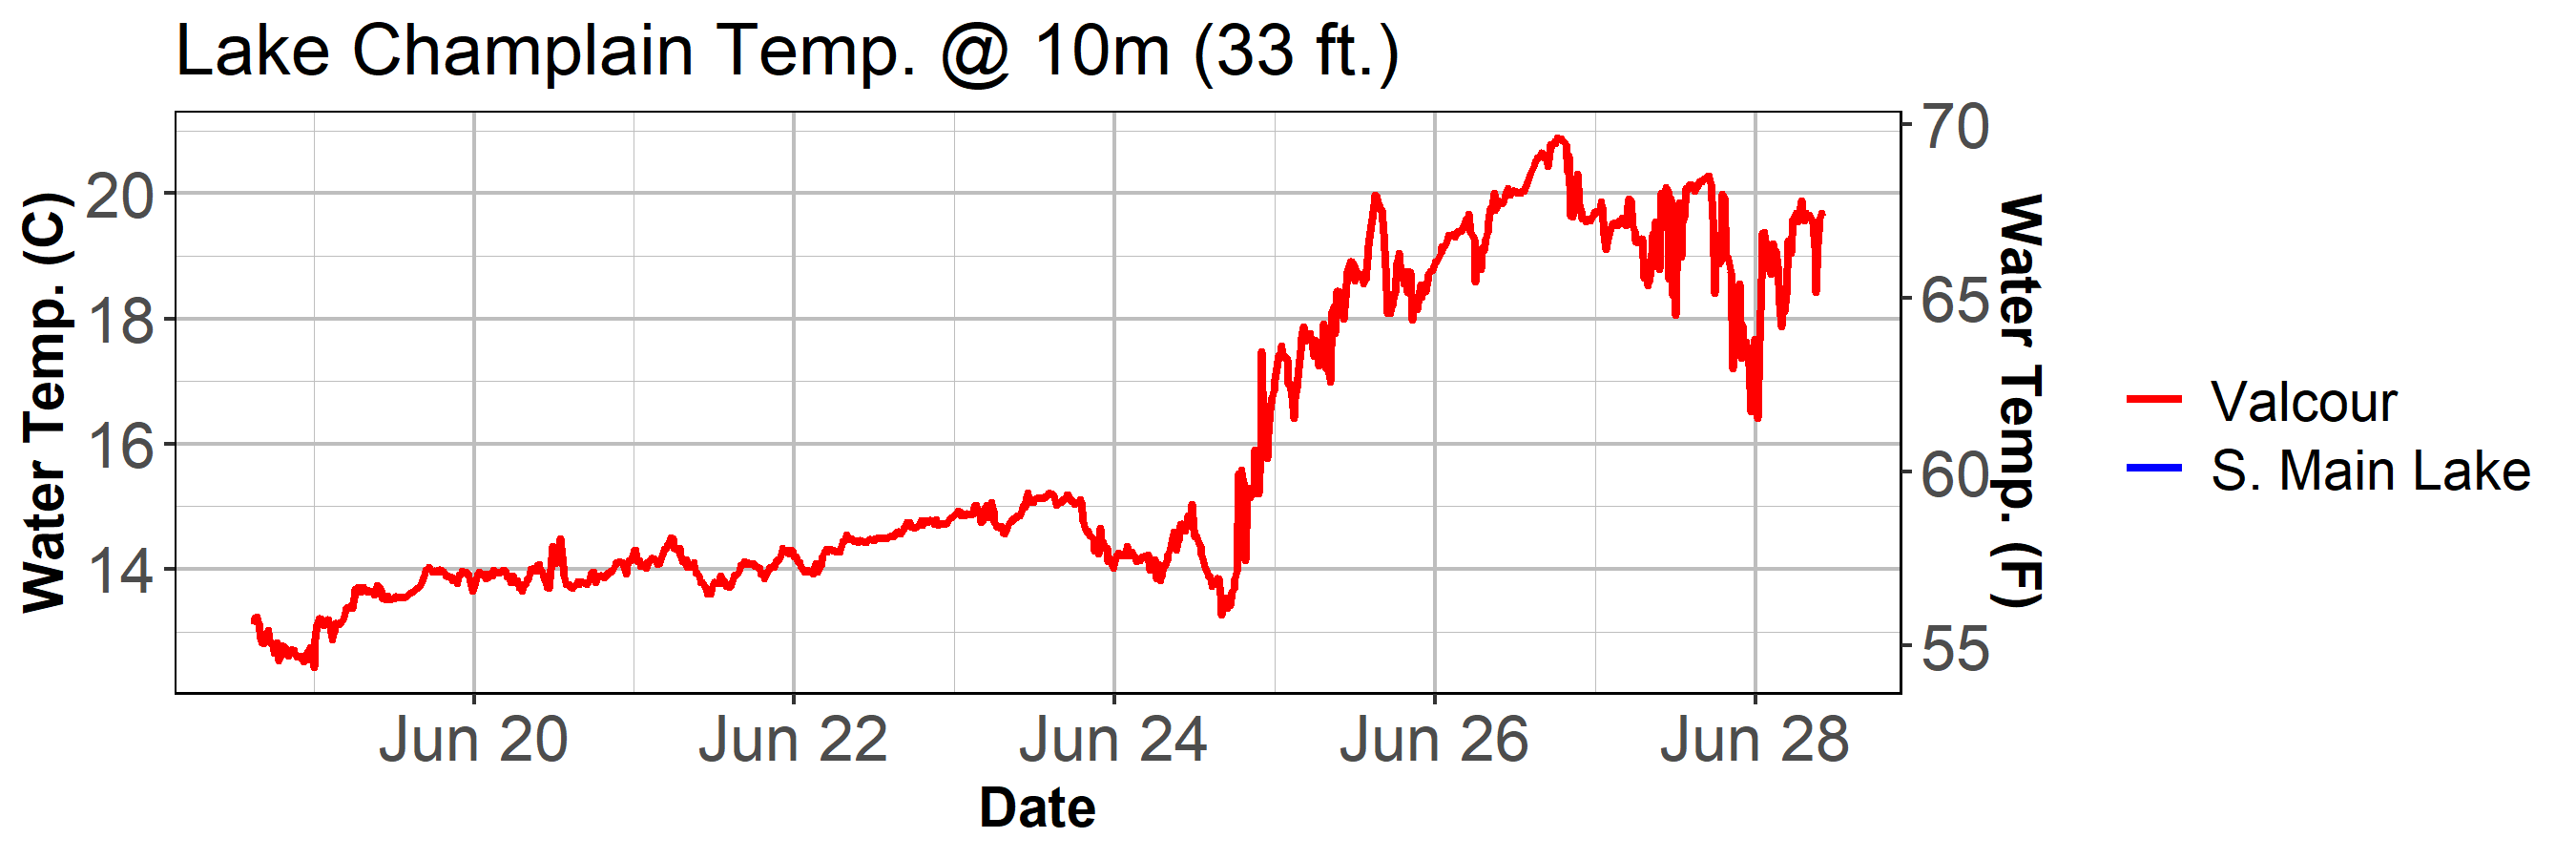 Lake Champlain Temp. @ 10m (33 ft.)
Water Temp. (C)
20
18
16
14
70
65
60
55
Water Temp. (F)
Jun 20
Jun 22
Jun 24
Jun 26
Jun 28
Date
Valcour
S. Main Lake